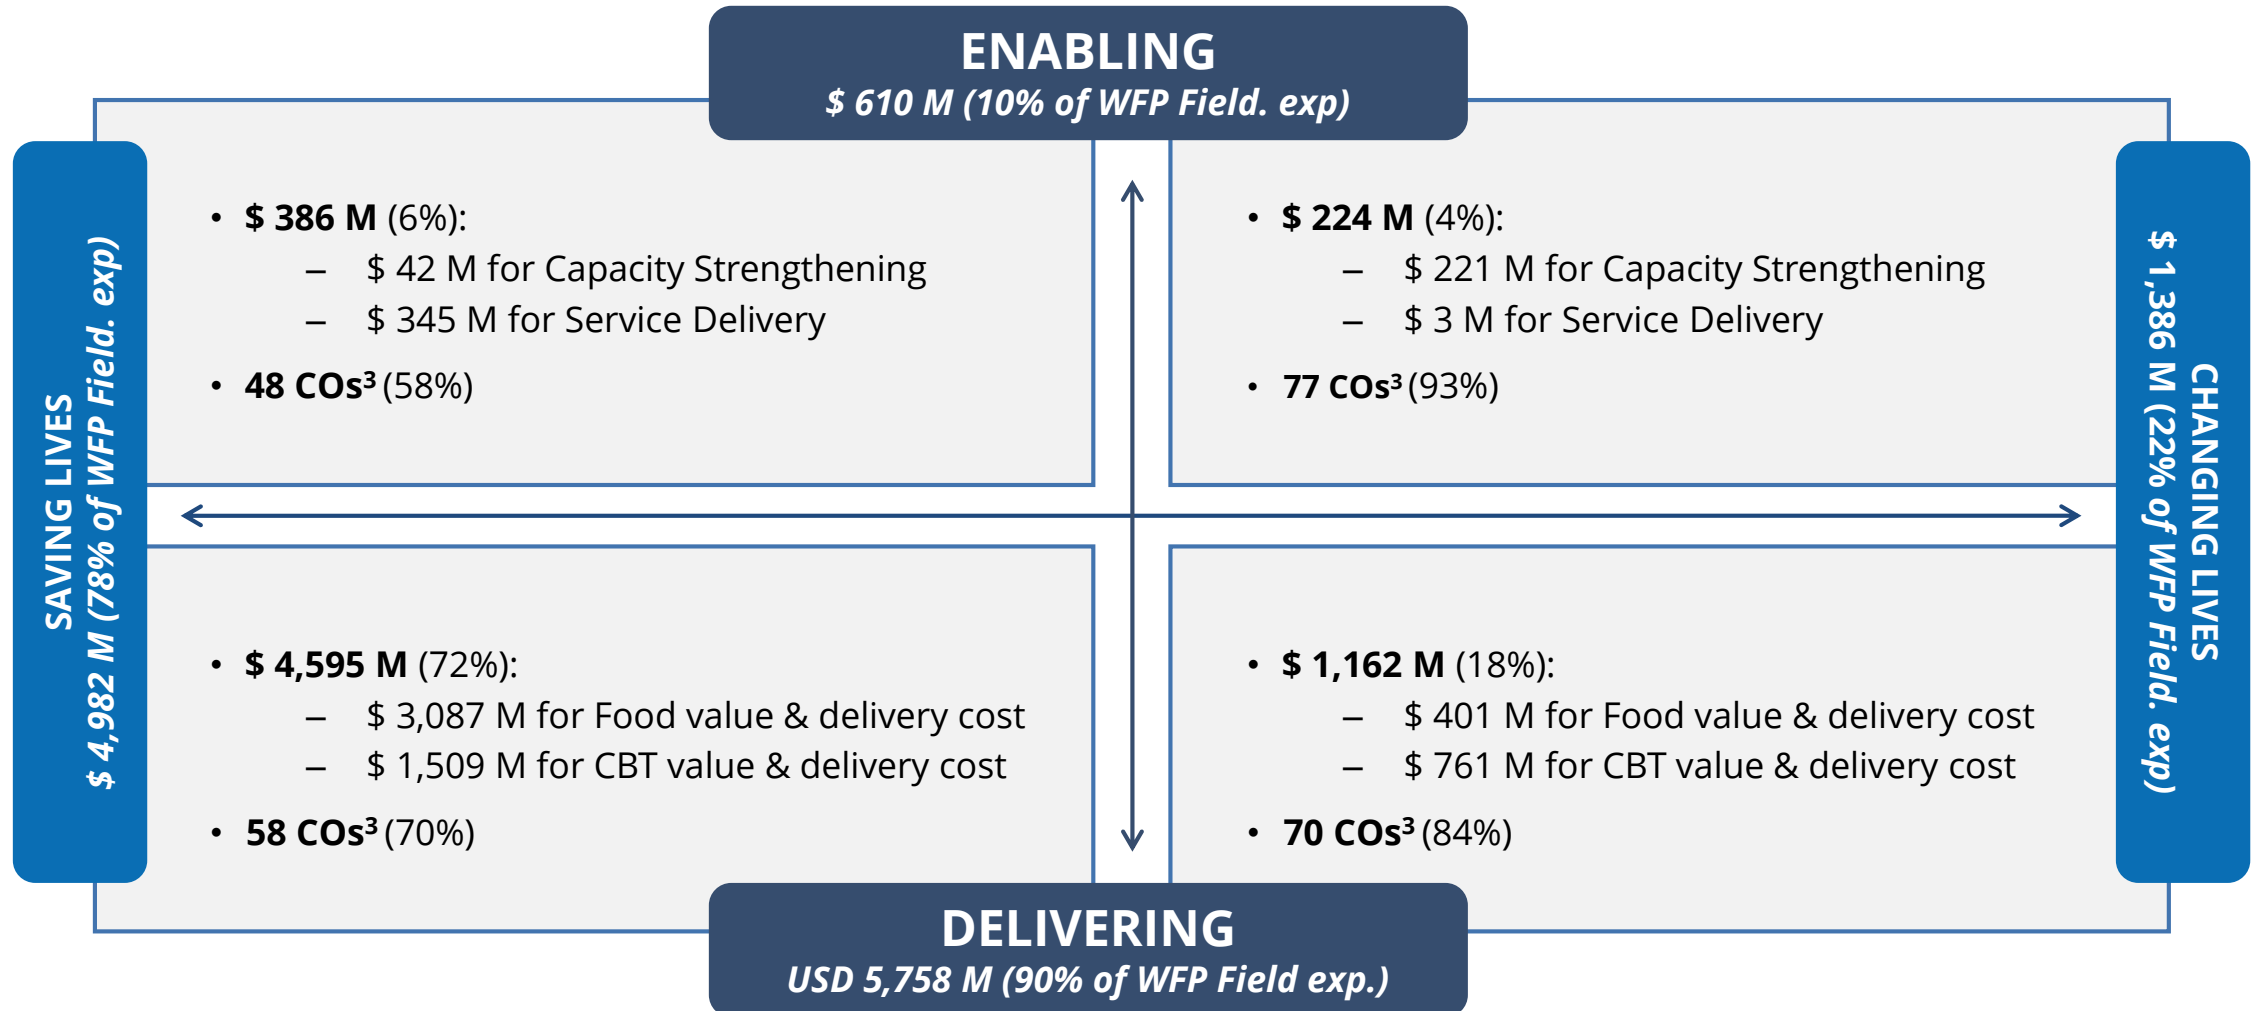 ENABLING
$ 610 M (10% of WFP Field. exp)
SAVING LIVES
$ 4,982 M (78% of WFP Field. exp)
• $ 386 M (6%):
– $ 42 M for Capacity Strengthening
– $ 345 M for Service Delivery
• 48 COs³ (58%)
• $ 224 M (4%):
– $ 221 M for Capacity Strengthening
– $ 3 M for Service Delivery
• 77 COs³ (93%)
CHANGING LIVES
$ 1,386 M (22% of WFP Field. exp)
• $ 4,595 M (72%):
– $ 3,087 M for Food value & delivery cost
– $ 1,509 M for CBT value & delivery cost
• 58 COs³ (70%)
• $ 1,162 M (18%):
– $ 401 M for Food value & delivery cost
– $ 761 M for CBT value & delivery cost
• 70 COs³ (84%)
DELIVERING
USD 5,758 M (90% of WFP Field exp.)